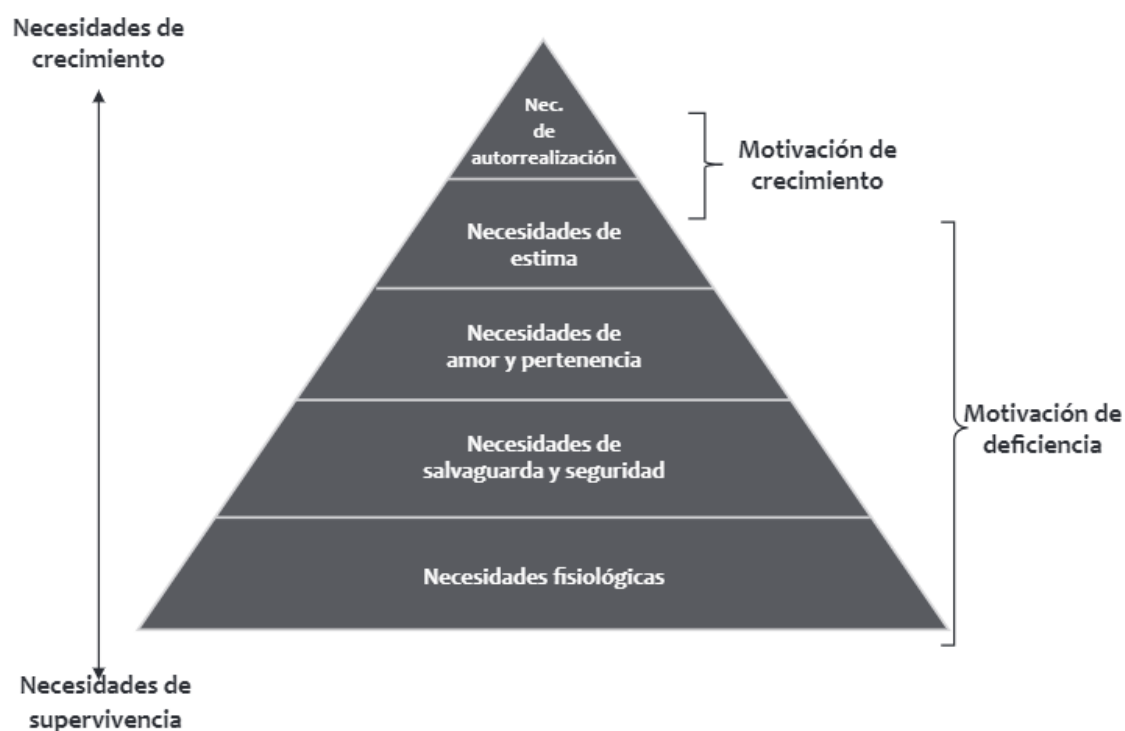 Necesidades de
crecimiento
Nec.
de
autorrealización
Motivación de
crecimiento
Necesidades de
estima
Necesidades de
amor y pertenencia
Motivación de
deficiencia
Necesidades de
salvaguarda y seguridad
Necesidades fisiológicas
Necesidades de
supervivencia